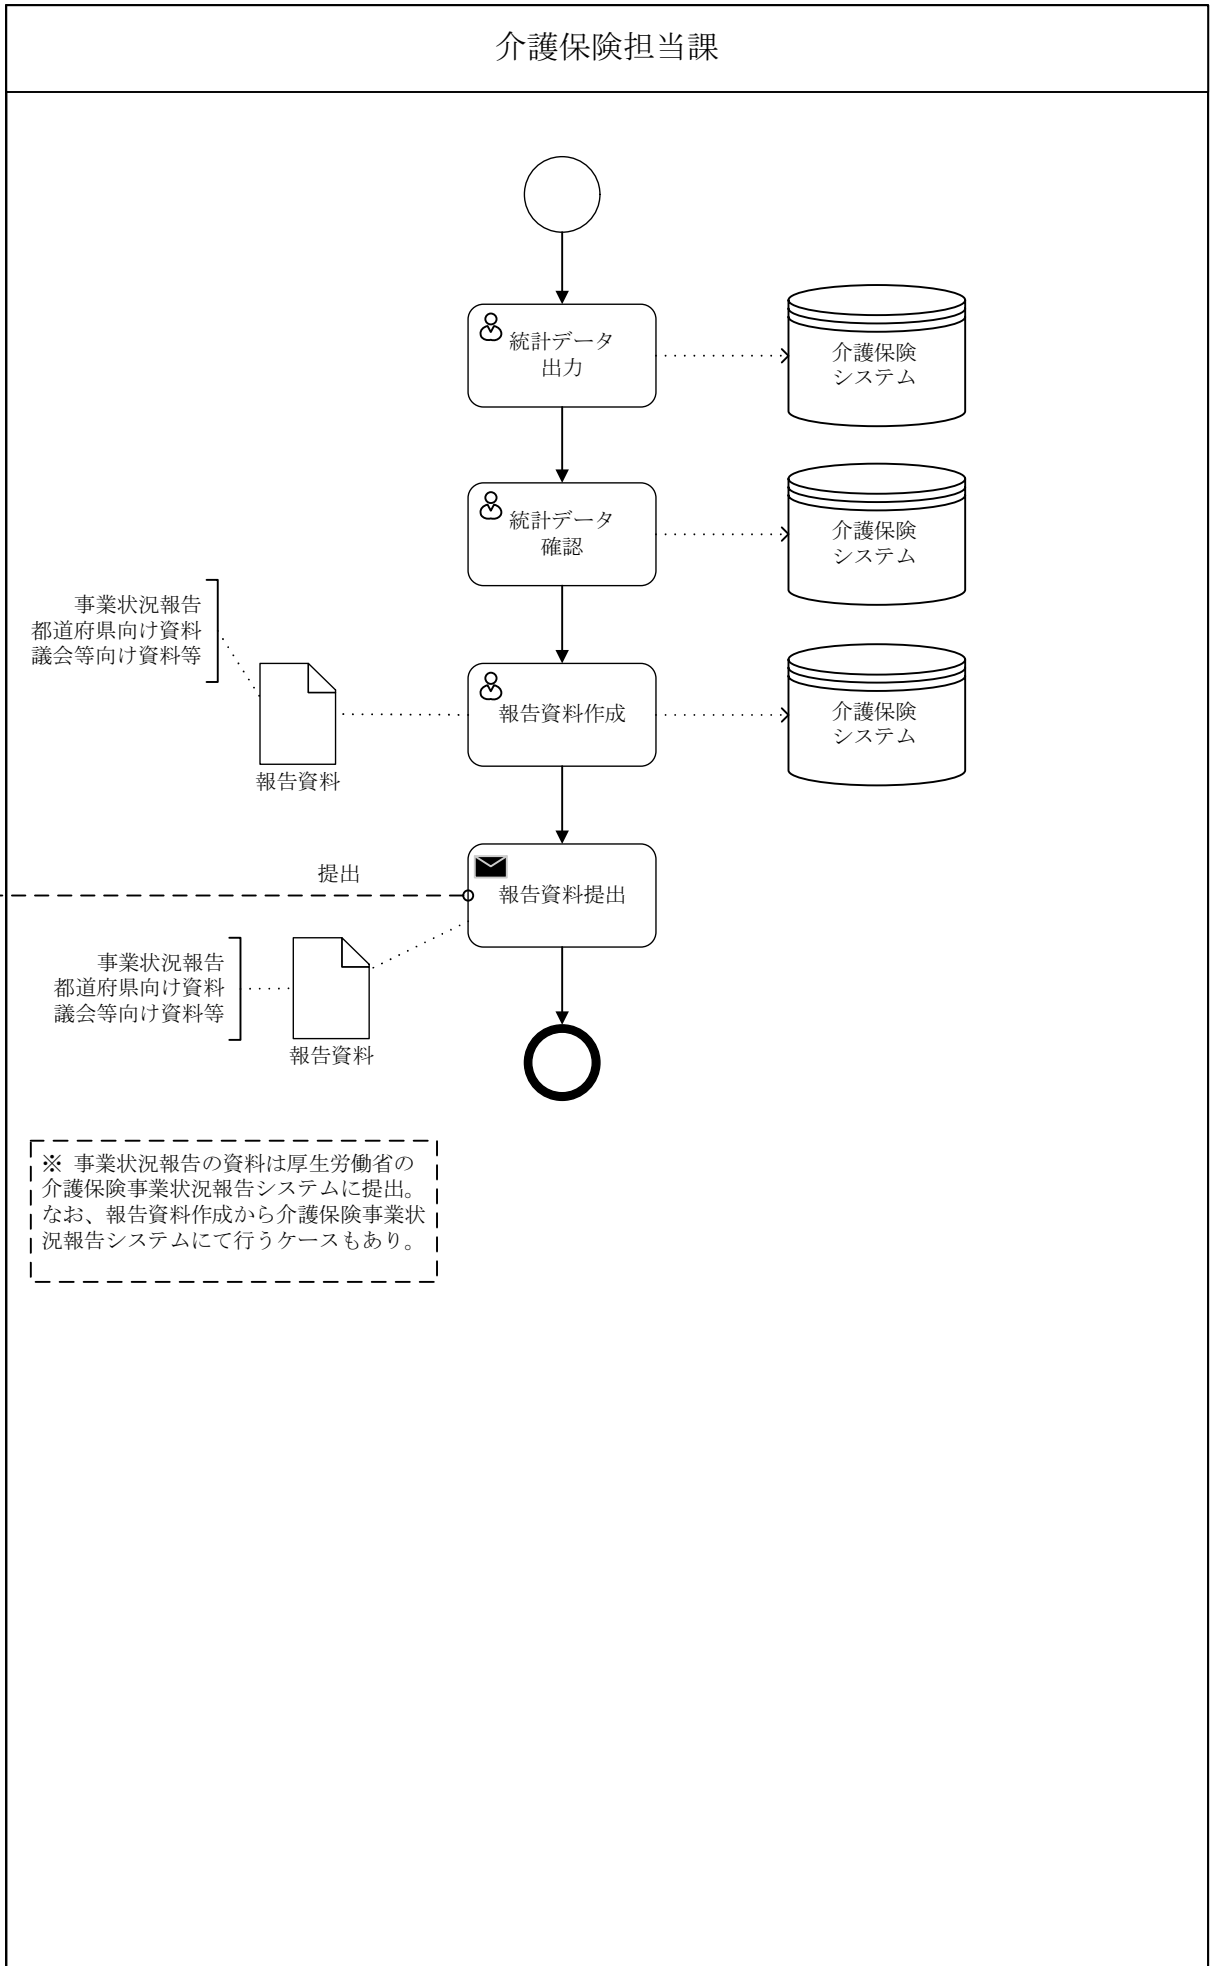 介護保険担当課
統計データ
出力
介護保険
システム
統計データ
確認
介護保険
システム
事業状況報告
都道府県向け資料
議会等向け資料等
報告資料
報告資料作成
介護保険
システム
提出
報告資料提出
事業状況報告
都道府県向け資料
議会等向け資料等
報告資料
※ 事業状況報告の資料は厚生労働省の
介護保険事業状況報告システムに提出。
なお、報告資料作成から介護保険事業状
況報告システムにて行うケースもあり。